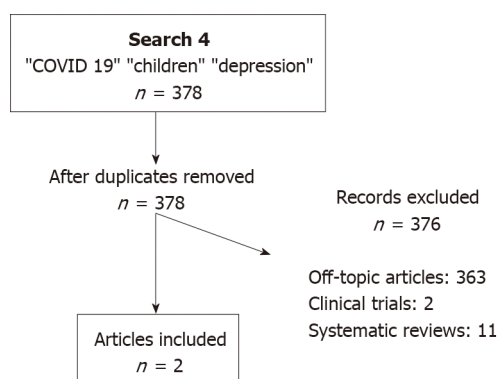 Search 4
"COVID 19" "children" "depression"
n = 378
After duplicates removed
n = 378
Records excluded
n = 376
Off-topic articles: 363
Clinical trials: 2
Systematic reviews: 11
Articles included
n = 2